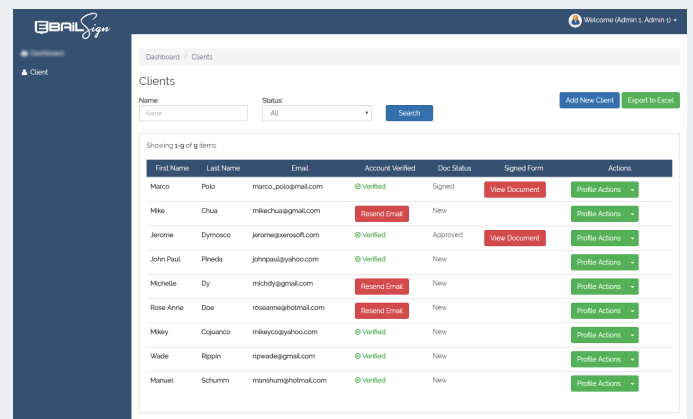 EBAILSign
Welcome (Admin 1, Admin 1)
Dashboard
Client
Dashboard / Clients
Clients
Name
Status:
Name
All
Search
Add New Client
Export to Excel
Showing 1-9 of 9 items.
First Name Last Name Email Account Verified Doc Status Signed Form Actions
Marco Polo marco_polo@mail.com Verified Signed View Document Profile Actions
Mike Chua mikechua@gmail.com Resend Email New Profile Actions
Jerome Dymosco jerome@xerosoft.com Verified Approved View Document Profile Actions
John Paul Pineda johnpaul@yahoo.com Verified New Profile Actions
Michelle Dy michdy@gmail.com Resend Email New Profile Actions
Rose Anne Doe roseanne@hotmail.com Resend Email New Profile Actions
Mikey Cojuanco mikeyco@yahoo.com Verified New Profile Actions
Wade Rippin ripwade@gmail.com Verified New Profile Actions
Manuel Schumm manshum@hotmail.com Verified New Profile Actions